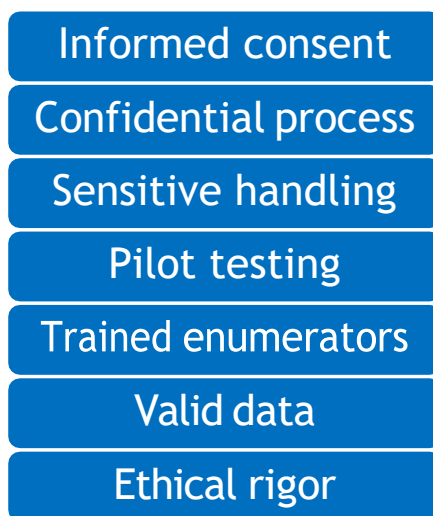 Informed consent
Confidential process
Sensitive handling
Pilot testing
Trained enumerators
Valid data
Ethical rigor